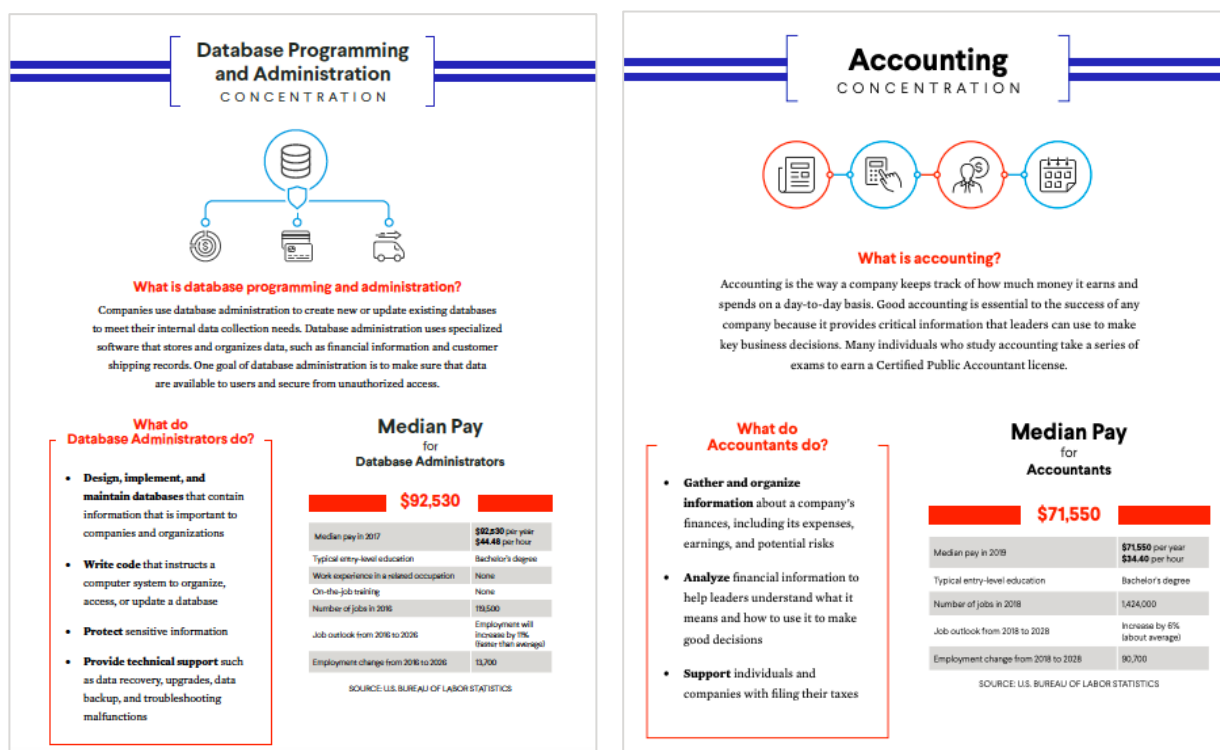 Database Programming
and Administration
CONCENTRATION
What is database programming and administration?
Companies use database administration to create new or update existing databases
to meet their internal data collection needs. Database administration uses specialized
software that stores and organizes data, such as financial information and customer
shipping records. One goal of database administration is to make sure that data
are available to users and secure from unauthorized access.
What do
Database Administrators do?
• Design, implement, and
maintain databases that contain
information that is important to
companies and organizations
• Write code that instructs a
computer system to organize,
access, or update a database
• Protect sensitive information
• Provide technical support such
as data recovery, upgrades, data
backup, and troubleshooting
malfunctions
Median Pay
for
Database Administrators
$92,530
Median pay in 2017
$92,530 per year
$44.48 per hour
Typical entry-level education
Bachelor's degree
Work experience in a related occupation
None
On-the-job training
None
Number of jobs in 2016
119,500
Job outlook from 2016 to 2026
Employment will
increase by 11%
(faster than average)
Employment change from 2016 to 2026
13,700
SOURCE: U.S. BUREAU OF LABOR STATISTICS
Accounting
CONCENTRATION
What is accounting?
Accounting is the way a company keeps track of how much money it earns and
spends on a day-to-day basis. Good accounting is essential to the success of any
company because it provides critical information that leaders can use to make
key business decisions. Many individuals who study accounting take a series of
exams to earn a Certified Public Accountant license.
What do
Accountants do?
• Gather and organize
information about a company's
finances, including its expenses,
earnings, and potential risks
• Analyze financial information to
help leaders understand what it
means and how to use it to make
good decisions
• Support individuals and
companies with filing their taxes
Median Pay
for
Accountants
$71,550
Median pay in 2019
$71,550 per year
$34.40 per hour
Typical entry-level education
Bachelor's degree
Number of jobs in 2018
1,424,000
Job outlook from 2018 to 2028
Increase by 6%
(about average)
Employment change from 2018 to 2028
90,700
SOURCE: U.S. BUREAU OF LABOR STATISTICS